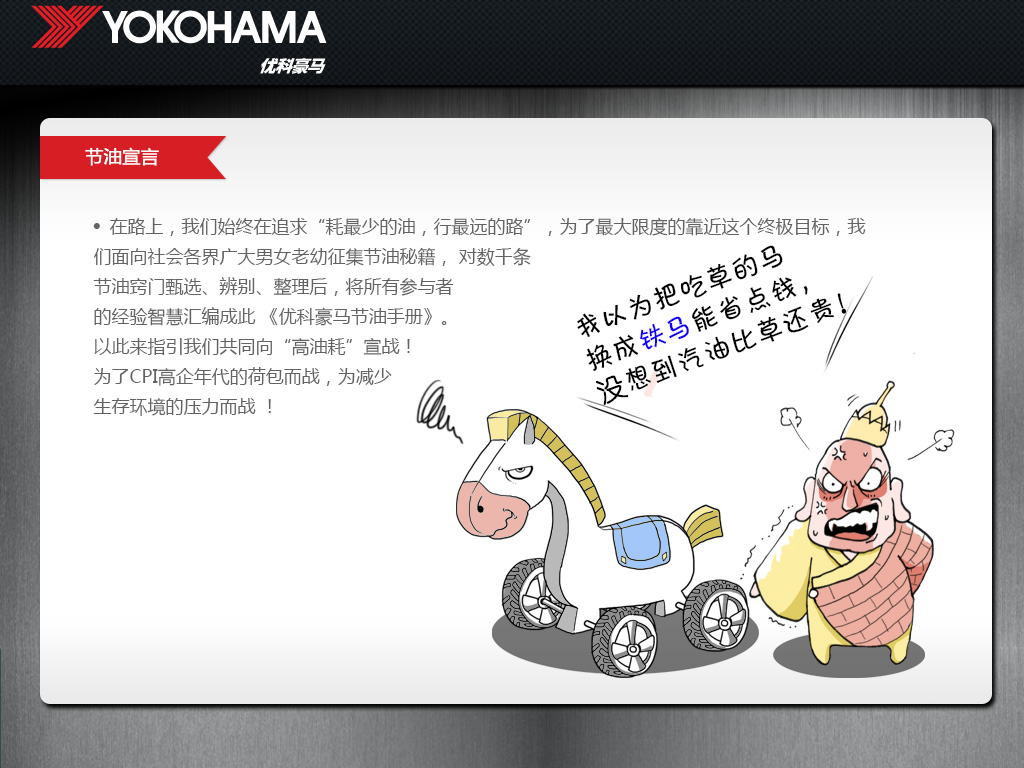 YOKOHAMA
优科豪马
节油宣言
• 在路上，我们始终在追求“耗最少的油，行最远的路”，为了最大限度的靠近这个终极目标，我
们面向社会各界广大男女老幼征集节油秘籍， 对数千条
节油窍门甄选、辨别、整理后，将所有参与者
的经验智慧汇编成此 《优科豪马节油手册》。
以此来指引我们共同向“高油耗”宣战！
为了CPI高企年代的荷包而战，为减少
生存环境的压力而战 ！
我以为把吃草的马
换成铁马能省点钱，
没想到汽油比草还贵！